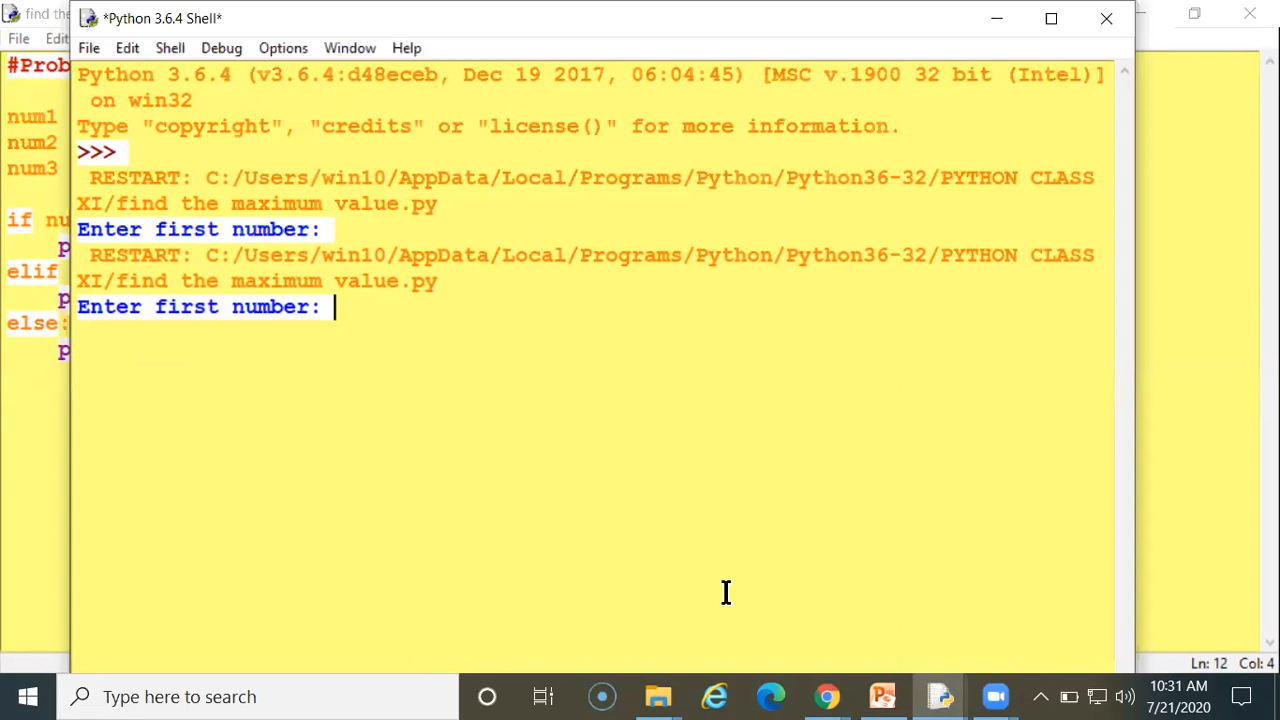 find the
*Python 3.6.4 Shell*
File Edit
File Edit Shell Debug Options Window Help
#Prob
num1
num2
num3
if nu
p
elif
p
else:
p
Python 3.6.4 (v3.6.4:d48eceb, Dec 19 2017, 06:04:45) [MSC v.1900 32 bit (Intel)]
on win32
Type "copyright", "credits" or "license()" for more information.
>>>
RESTART: C:/Users/win10/AppData/Local/Programs/Python/Python36-32/PYTHON CLASS
XI/find the maximum value.py
Enter first number:
RESTART: C:/Users/win10/AppData/Local/Programs/Python/Python36-32/PYTHON CLASS
XI/find the maximum value.py
Enter first number:
Ln: 12 Col: 4
Type here to search
10:31 AM
7/21/2020